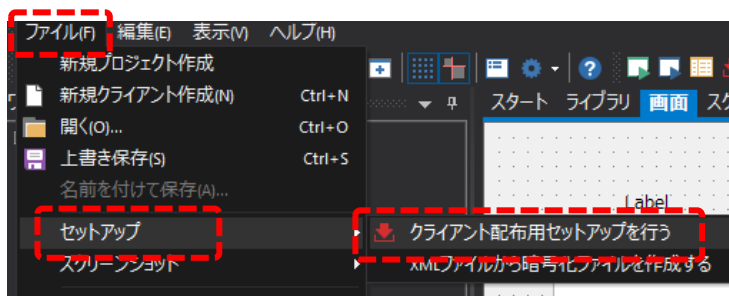 ファイル(F) 編集(E) 表示(V) ヘルプ(H)
新規プロジェクト作成
新規クライアント作成(N) Ctrl+N
開く(O)... Ctrl+O
上書き保存(S) Ctrl+S
名前を付けて保存(A)...
セットアップ
スクリーンショット
スタート ライブラリ 画面 スク
Label
クライアント配布用セットアップを行う
XMLファイルから暗号化ファイルを作成する